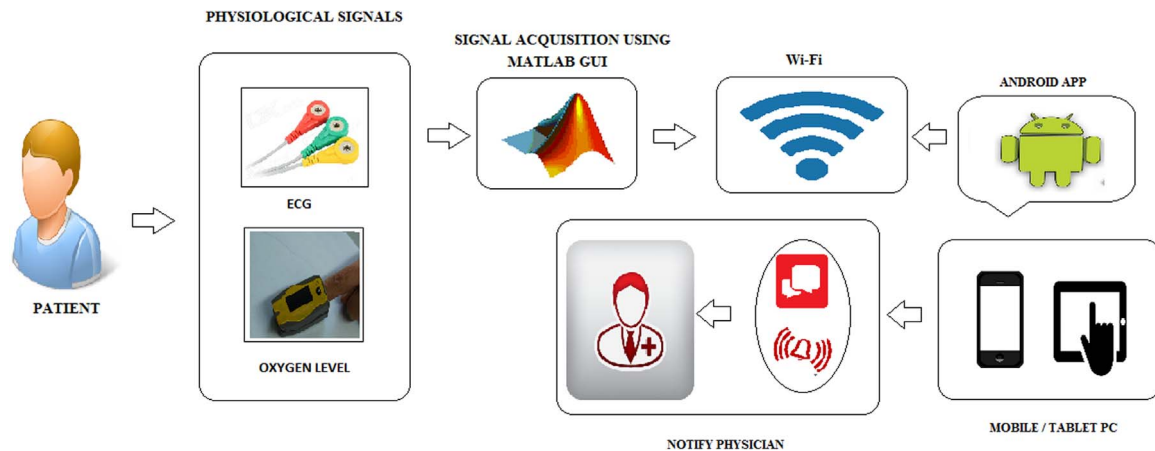 PHYSIOLOGICAL SIGNALS
SIGNAL ACQUISITION USING
MATLAB GUI
Wi-Fi
ANDROID APP
ECG
OXYGEN LEVEL
PATIENT
NOTIFY PHYSICIAN
MOBILE / TABLET PC